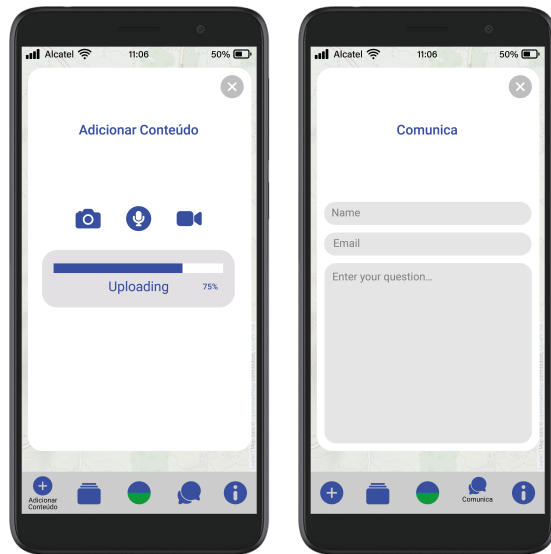 Alcatel 11:06 50%
Adicionar Conteúdo
Uploading 75%
Adicionar
Conteúdo
Alcatel 11:06 50%
Comunica
Name
Email
Enter your question...
Comunica